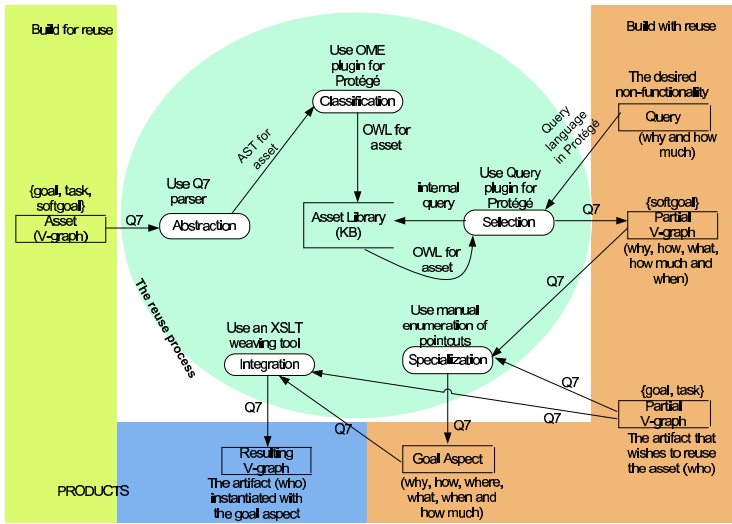 Build for reuse
Build with reuse
Use OME
plugin for
Protégé
Classification
The desired
non-functionality
Query
(why and how
much)
Query
language
in Protégé
AST for
asset
OWL for
asset
Use Q7
parser
Abstraction
{goal, task,
softgoal}
Asset
(V-graph)
Q7
internal
query
Use Query
plugin for
Protégé
Selection
Asset Library
(KB)
OWL for
asset
Q7
{softgoal}
Partial
V-graph
(why, how, what,
how much and
when)
Q7
The reuse process
Use an XSLT
weaving tool
Integration
Use manual
enumeration of
pointcuts
Specialization
Q7
Q7
Q7
Q7
Q7
{goal, task}
Partial
V-graph
The artifact that
wishes to reuse
the asset (who)
Resulting
V-graph
The artifact (who)
instantiated with
the goal aspect
Goal Aspect
(why, how, where,
what, when and
how much)
PRODUCTS